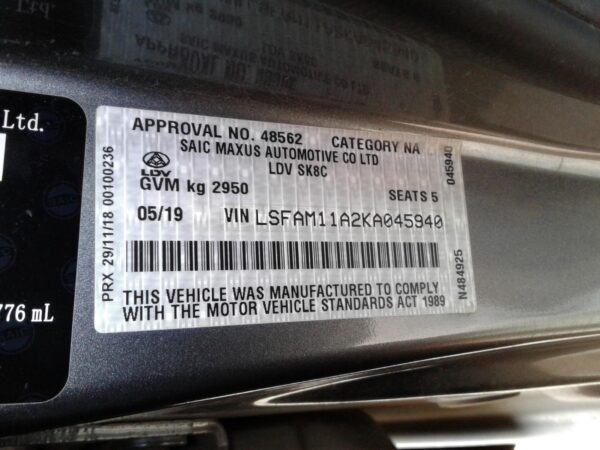 Ltd.
776 mL
APPROVAL NO. 48562 CATEGORY NA
SAIC MAXUS AUTOMOTIVE CO LTD
LDV
LDV SK8C
GVM kg 2950 SEATS 5
05/19 VIN LSFAM11A2KA045940
THIS VEHICLE WAS MANUFACTURED TO COMPLY
WITH THE MOTOR VEHICLE STANDARDS ACT 1989
PRX 29/11/18 00100236
045940
N484925